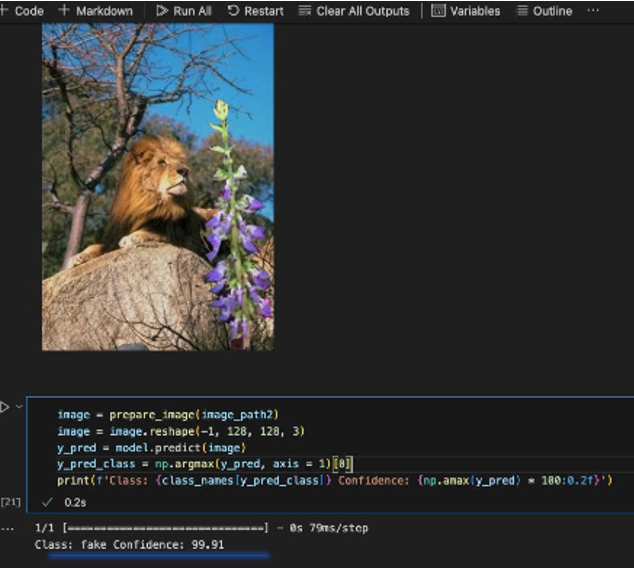 + Code + Markdown Run All Restart Clear All Outputs Variables Outline ...
image = prepare_image(image_path2)
image = image.reshape(-1, 128, 128, 3)
y_pred = model.predict(image)
y_pred_class = np.argmax(y_pred, axis = 1)[0]
print(f'Class: {class_names[y_pred_class]} Confidence: {np.amax(y_pred) * 100:0.2f}')
[21] 0.2s
... 1/1 [==============================] - 0s 79ms/step
Class: fake Confidence: 99.91